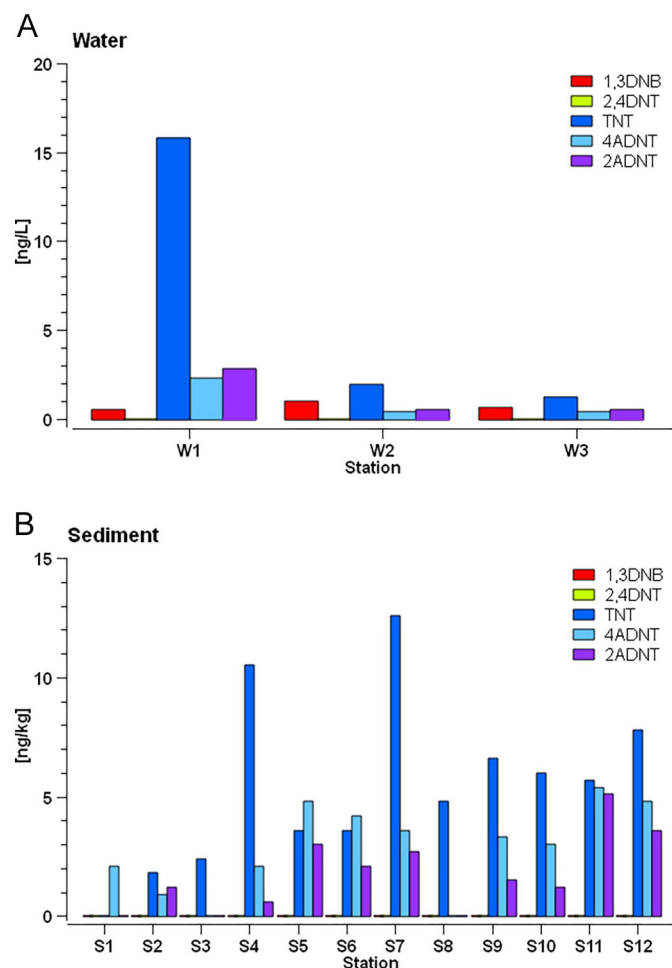 A
Water
20
15
10
5
0
[ng/L]
1,3DNB
2,4DNT
TNT
4ADNT
2ADNT
W1 W2 W3
Station
B
Sediment
15
10
5
0
[ng/kg]
1,3DNB
2,4DNT
TNT
4ADNT
2ADNT
S1 S2 S3 S4 S5 S6 S7 S8 S9 S10 S11 S12
Station